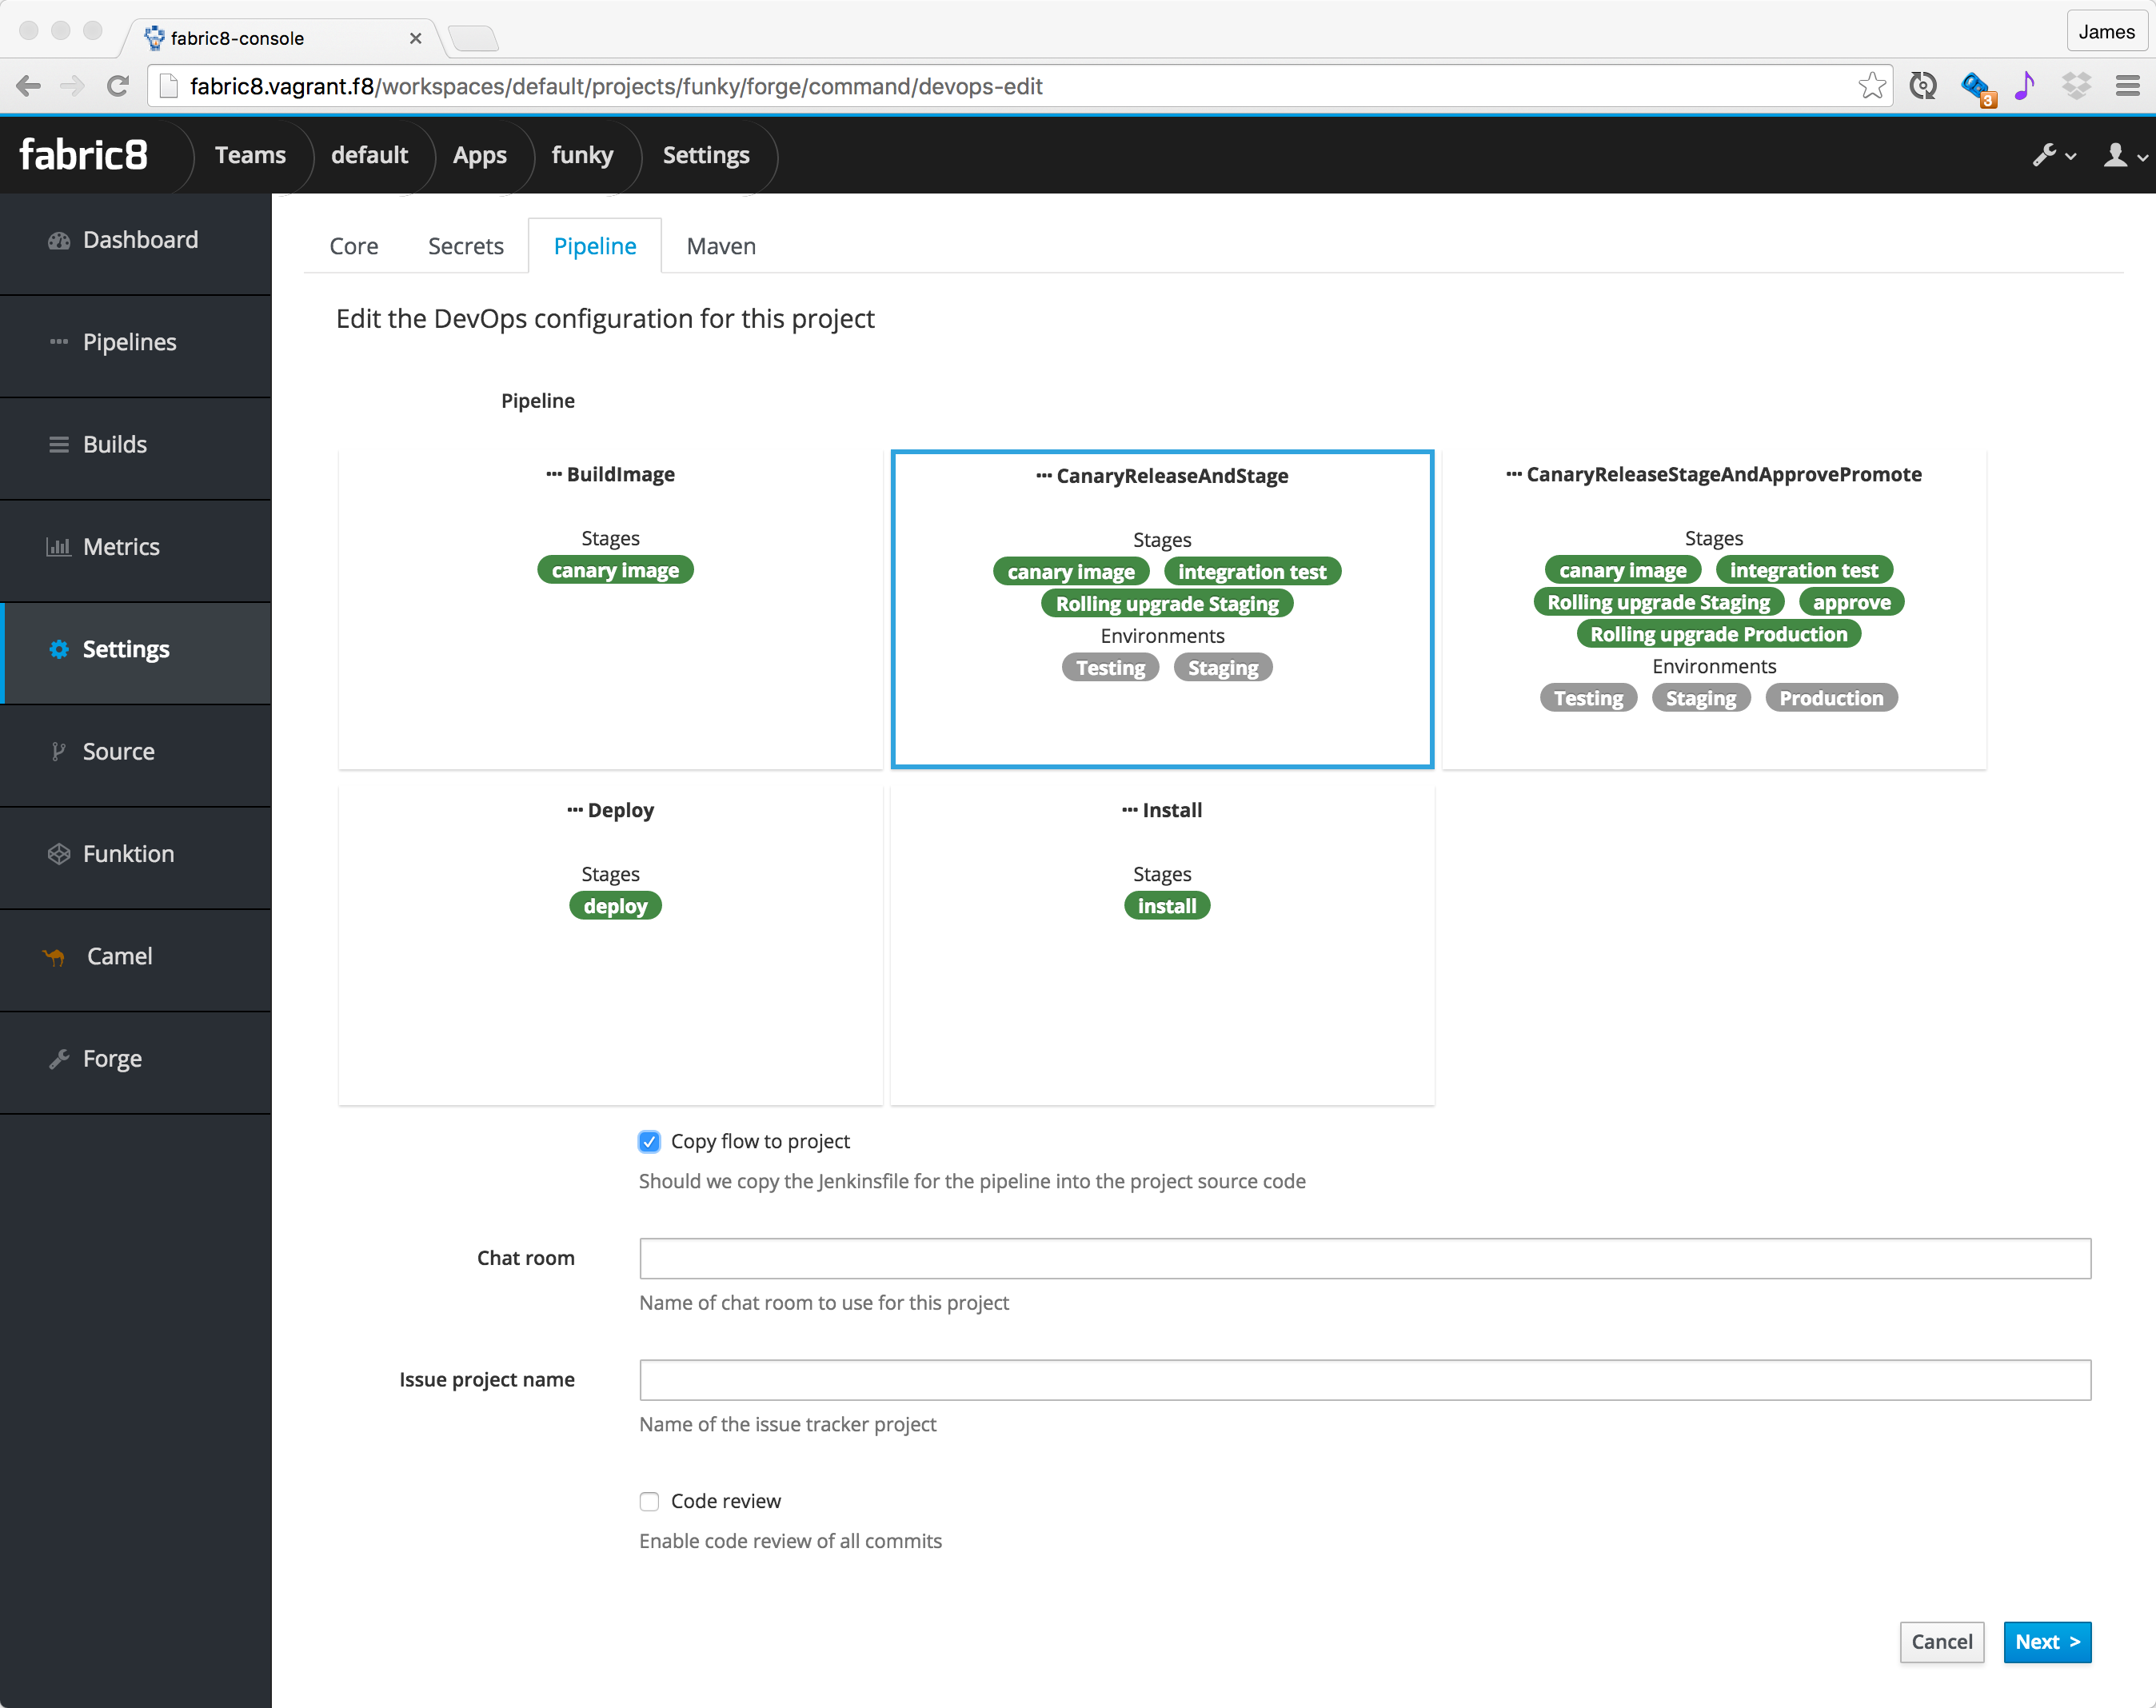 fabric8-console
James
fabric8.vagrant.f8/workspaces/default/projects/funky/forge/command/devops-edit
3
fabric8 Teams default Apps funky Settings
Dashboard
Pipelines
Builds
Metrics
Settings
Source
Funktion
Camel
Forge
Core Secrets Pipeline Maven
Edit the DevOps configuration for this project
Pipeline
BuildImage
Stages
canary image
CanaryReleaseAndStage
Stages
canary image integration test
Rolling upgrade Staging
Environments
Testing Staging
CanaryReleaseStageAndApprovePromote
Stages
canary image integration test
Rolling upgrade Staging approve
Rolling upgrade Production
Environments
Testing Staging Production
Deploy
Stages
deploy
Install
Stages
install
Copy flow to project
Should we copy the Jenkinsfile for the pipeline into the project source code
Chat room
Name of chat room to use for this project
Issue project name
Name of the issue tracker project
Code review
Enable code review of all commits
Cancel Next >